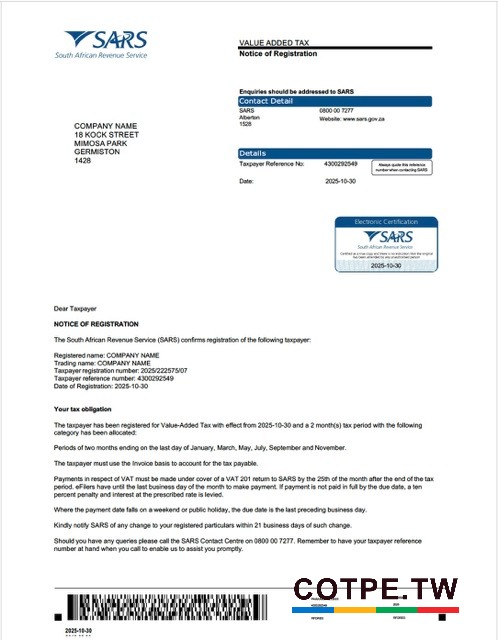 SARS
South African Revenue Service
VALUE ADDED TAX
Notice of Registration
Enquiries should be addressed to SARS
Contact Detail
SARS 0800 00 7277
Alberton Website: www.sars.gov.za
1528
COMPANY NAME
18 KOCK STREET
MIMOSA PARK
GERMISTON
1428
Details
Taxpayer Reference No: 4300292549
Always quote this reference
number when contacting SARS
Date: 2025-10-30
Electronic Certification
SARS
South African Revenue Service
2025-10-30
Dear Taxpayer
NOTICE OF REGISTRATION
The South African Revenue Service (SARS) confirms registration of the following taxpayer:
Registered name: COMPANY NAME
Trading name: COMPANY NAME
Taxpayer registration number: 2025/222575/07
Taxpayer reference number: 4300292549
Date of Registration: 2025-10-30
Your tax obligation
The taxpayer has been registered for Value-Added Tax with effect from 2025-10-30 and a 2 month(s) tax period with the following
category has been allocated:
Periods of two months ending on the last day of January, March, May, July, September and November.
The taxpayer must use the Invoice basis to account for the tax payable.
Payments in respect of VAT must be made under cover of a VAT 201 return to SARS by the 25th of the month after the end of the tax
period. eFilers have until the last business day of the month to make payment. If payment is not paid in full by the due date, a ten
percent penalty and interest at the prescribed rate is levied.
Where the payment date falls on a weekend or public holiday, the due date is the last preceding business day.
Kindly notify SARS of any change to your registered particulars within 21 business days of such change.
Should you have any queries please call the SARS Contact Centre on 0800 00 7277. Remember to have your taxpayer reference
number at hand when you call to enable us to assist you promptly.
COTPE.TW
2025-10-30